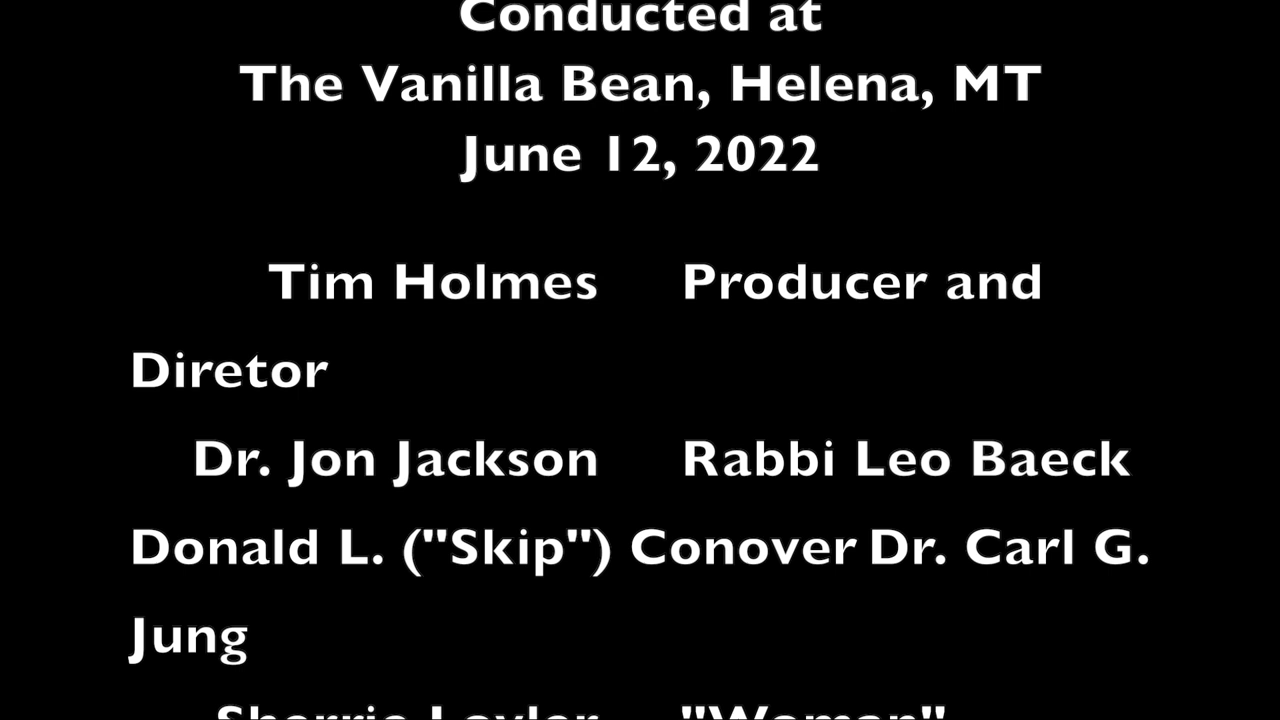 Conducted at
The Vanilla Bean, Helena, MT
June 12, 2022
Tim Holmes Producer and
Diretor
Dr. Jon Jackson Rabbi Leo Baeck
Donald L. ("Skip") Conover Dr. Carl G.
Jung
"Woman"